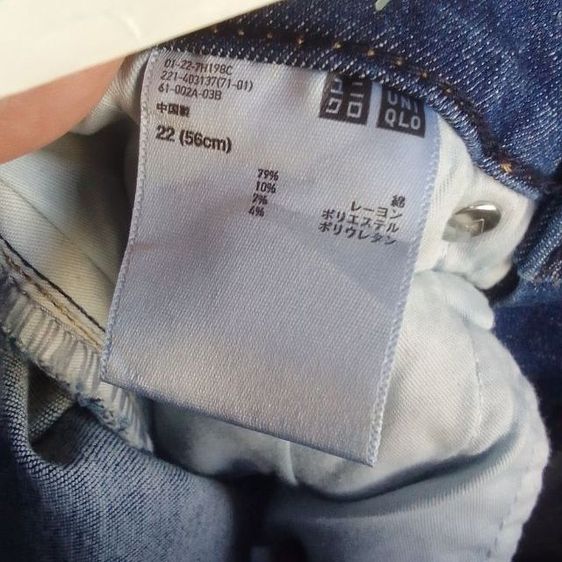 01-22-7H19BC
221-403137(71-01)
61-002A-03B
中国製
22 (56cm)
ユニ
クロ
UNI
QLO
79% 綿
10% レーヨン
7% ポリエステル
4% ポリウレタン